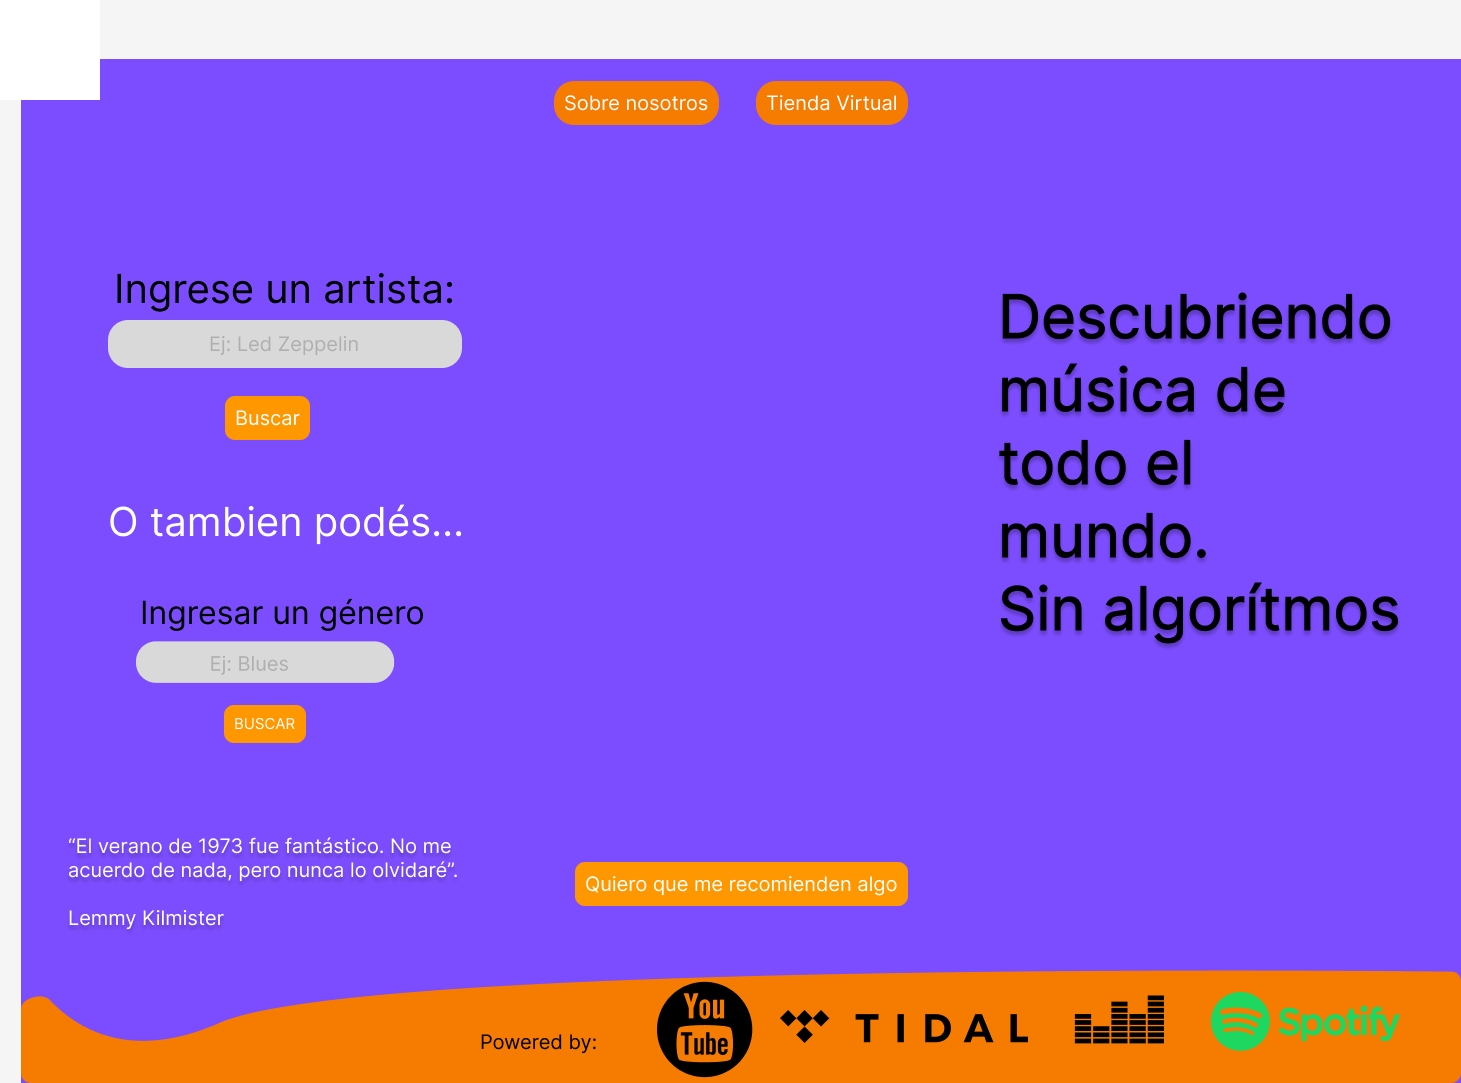 Sobre nosotros
Tienda Virtual
Ingrese un artista:
Ej: Led Zeppelin
Buscar
O tambien podés...
Ingresar un género
Ej: Blues
BUSCAR
Descubriendo
música de
todo el
mundo.
Sin algorítmos
“El verano de 1973 fue fantástico. No me
acuerdo de nada, pero nunca lo olvidaré”.
Lemmy Kilmister
Quiero que me recomienden algo
Powered by:
You
Tube
TIDAL
Spotify